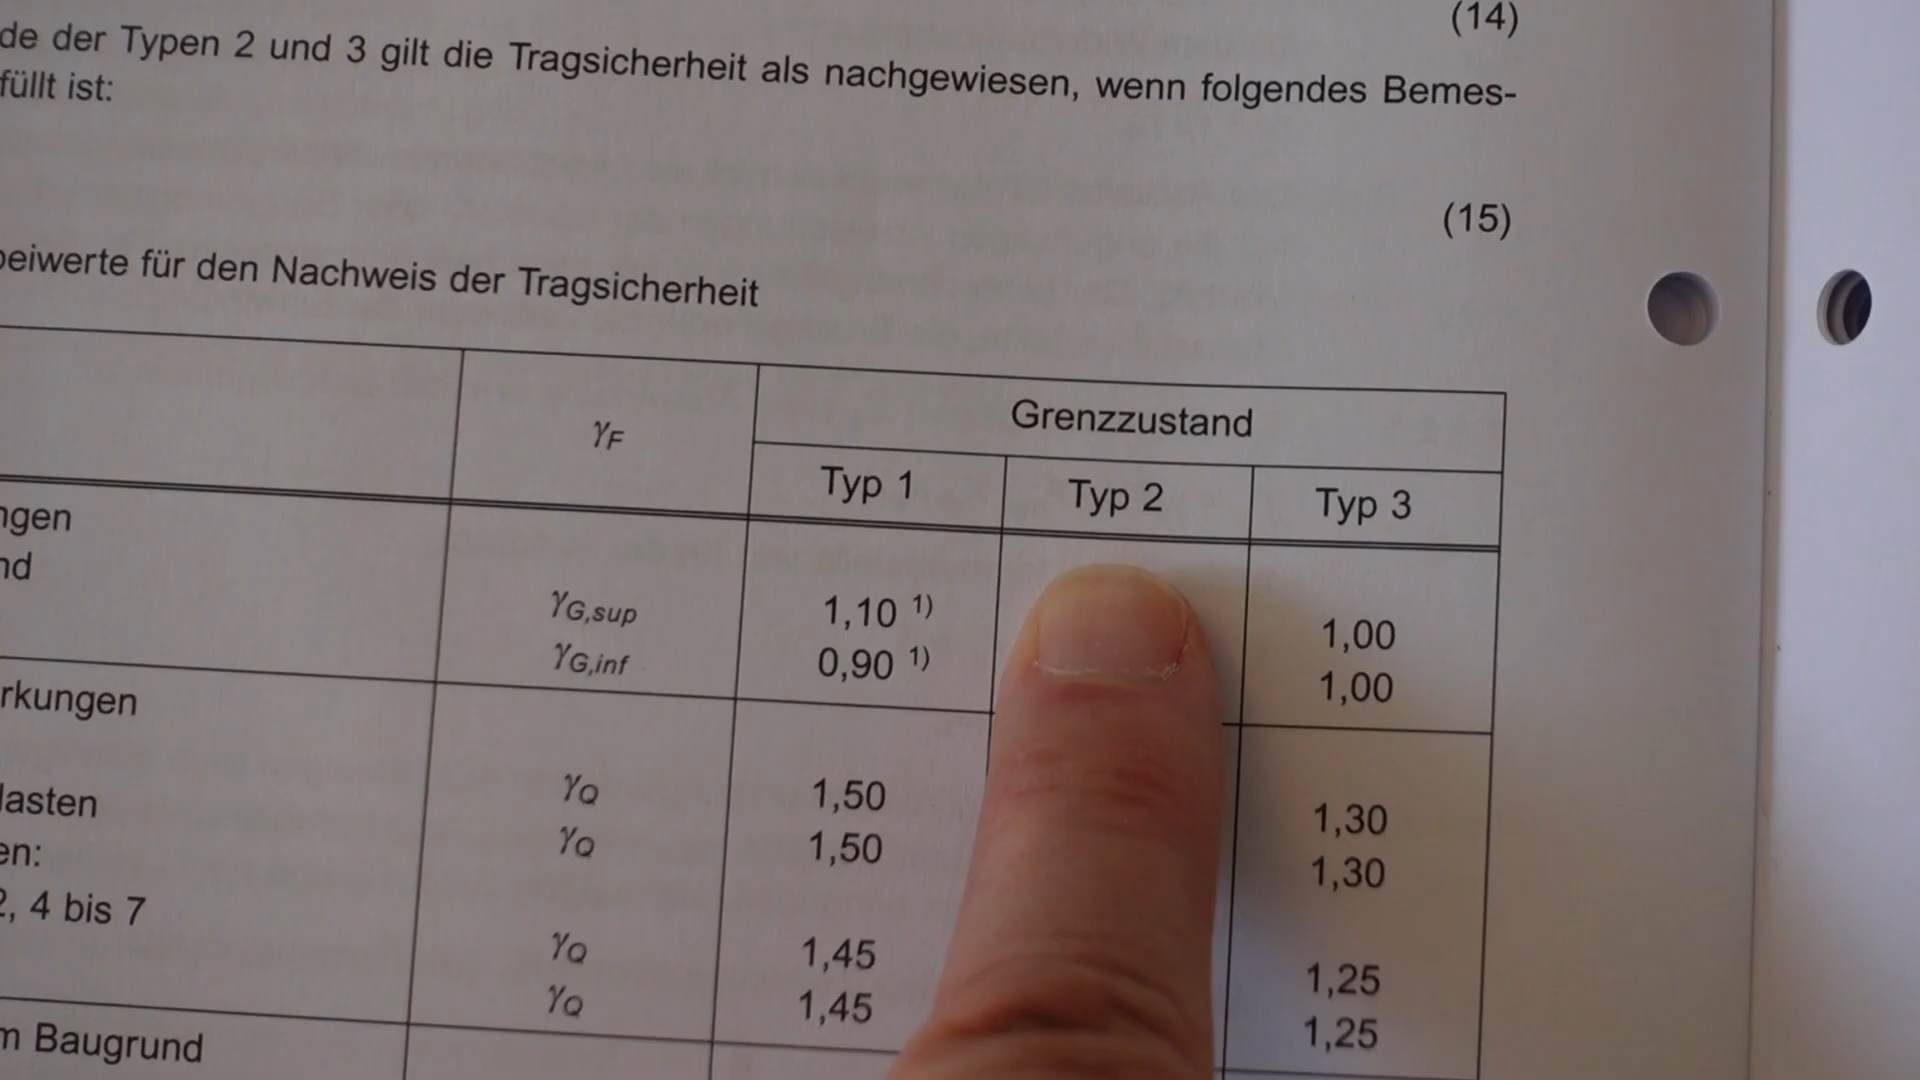 (14)
de der Typen 2 und 3 gilt die Tragsicherheit als nachgewiesen, wenn folgendes Bemes-
füllt ist:
(15)
beiwerte für den Nachweis der Tragsicherheit
γF
Grenzzustand
Typ 1 Typ 2 Typ 3
ngen
nd
γG,sup 1,10 1) 1,00
γG,inf 0,90 1) 1,00
rkungen
lasten γQ 1,50 1,30
en: γQ 1,50 1,30
2, 4 bis 7 γQ 1,45 1,25
γQ 1,45 1,25
m Baugrund